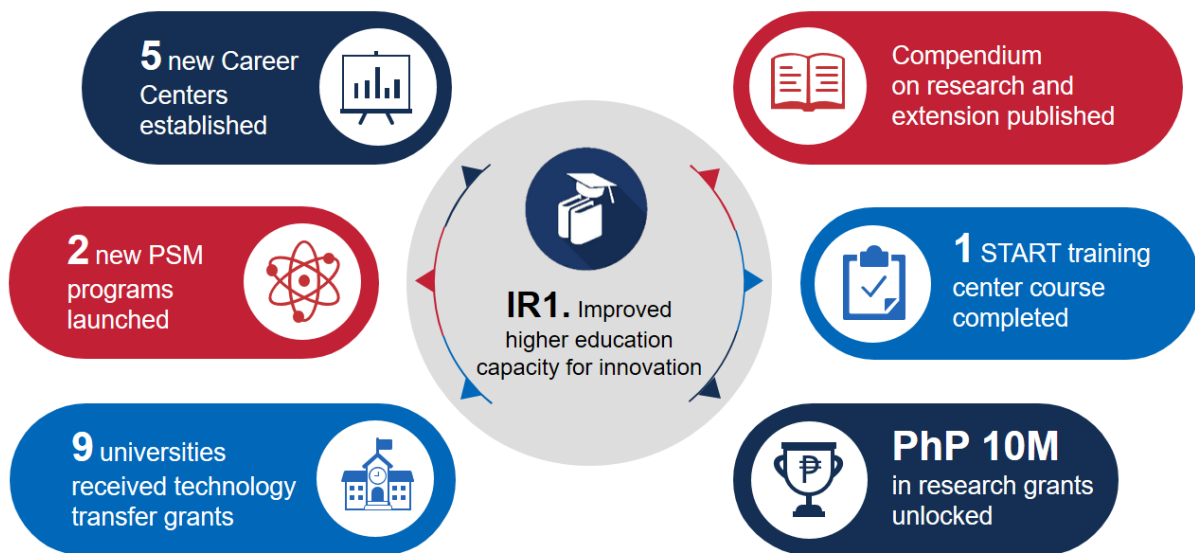 5 new Career
Centers
established
2 new PSM
programs
launched
9 universities
received technology
transfer grants
IR1. Improved
higher education
capacity for innovation
Compendium
on research and
extension published
1 START training
center course
completed
₱
PhP 10M
in research grants
unlocked